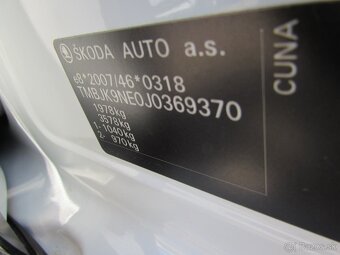 ŠKODA AUTO a.s.
e8*2007/46*0318
TMBJK9NE0J0369370
1978kg
3578kg
1- 1040kg
2- 970kg
CUNA